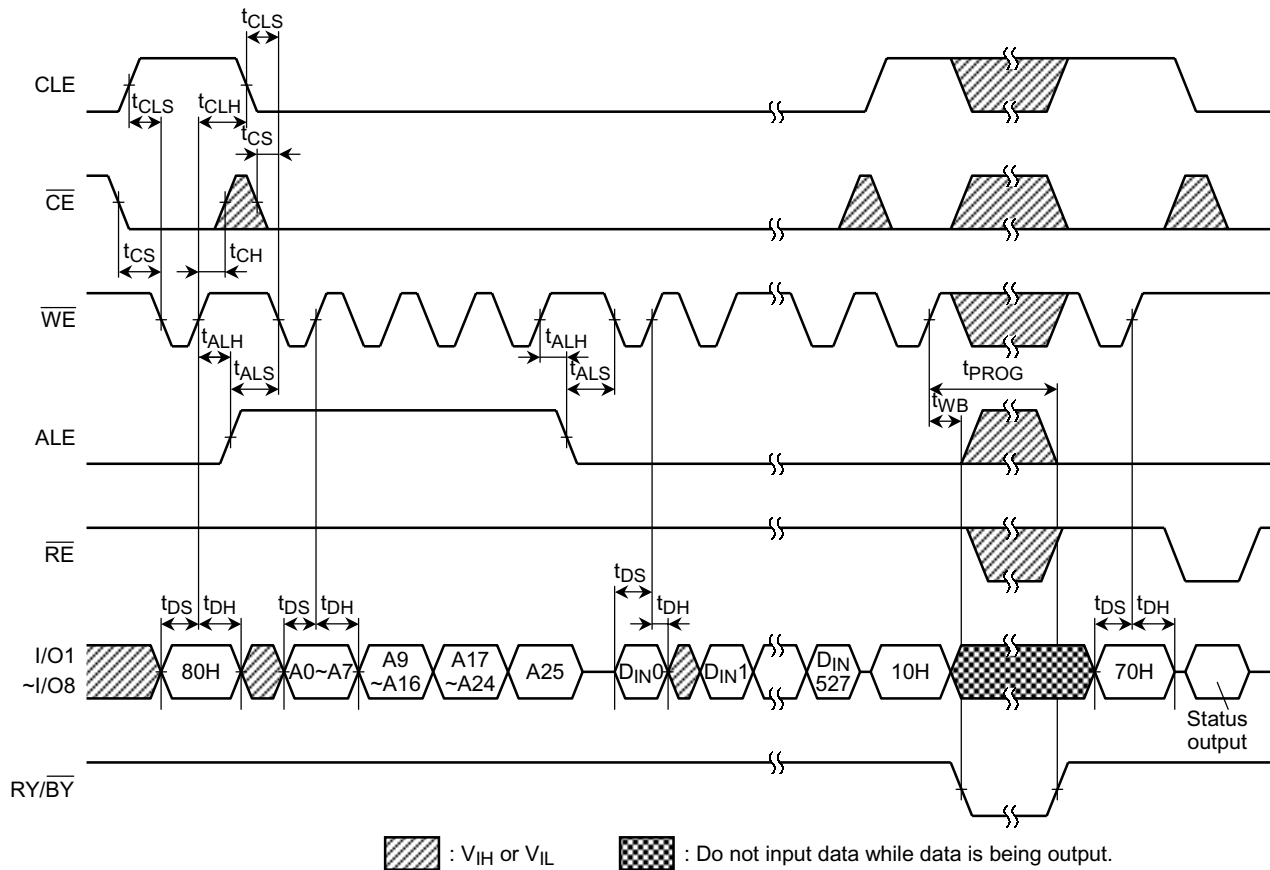 tCLS
CLE
tCLS tCLH
tCS
CE
tCS tCH
WE
tALH tALH
tALS tALS tPROG
tWB
ALE
RE
tDS tDH tDS tDH tDS tDH tDS tDH
I/O1
~I/O8
80H A0~A7 A9
~A16 A17
~A24 A25 DIN0 DIN1 DIN
527 10H 70H
Status
output
RY/BY
: VIH or VIL : Do not input data while data is being output.